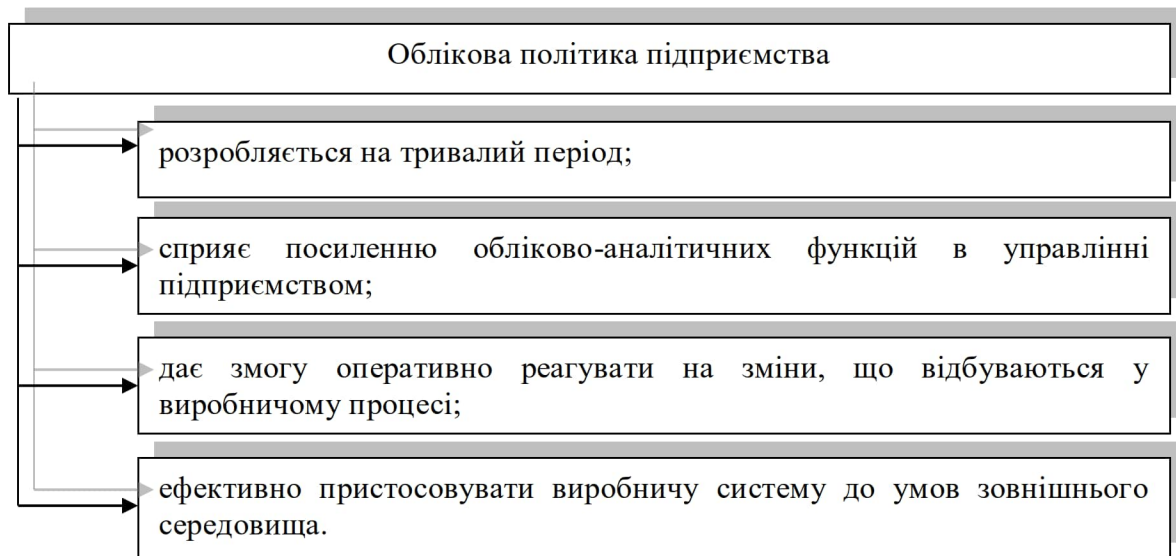 Облікова політика підприємства
розробляється на тривалий період;
сприяє посиленню обліково-аналітичних функцій в управлінні
підприємством;
дає змогу оперативно реагувати на зміни, що відбуваються у
виробничому процесі;
ефективно пристосовувати виробничу систему до умов зовнішнього
середовища.